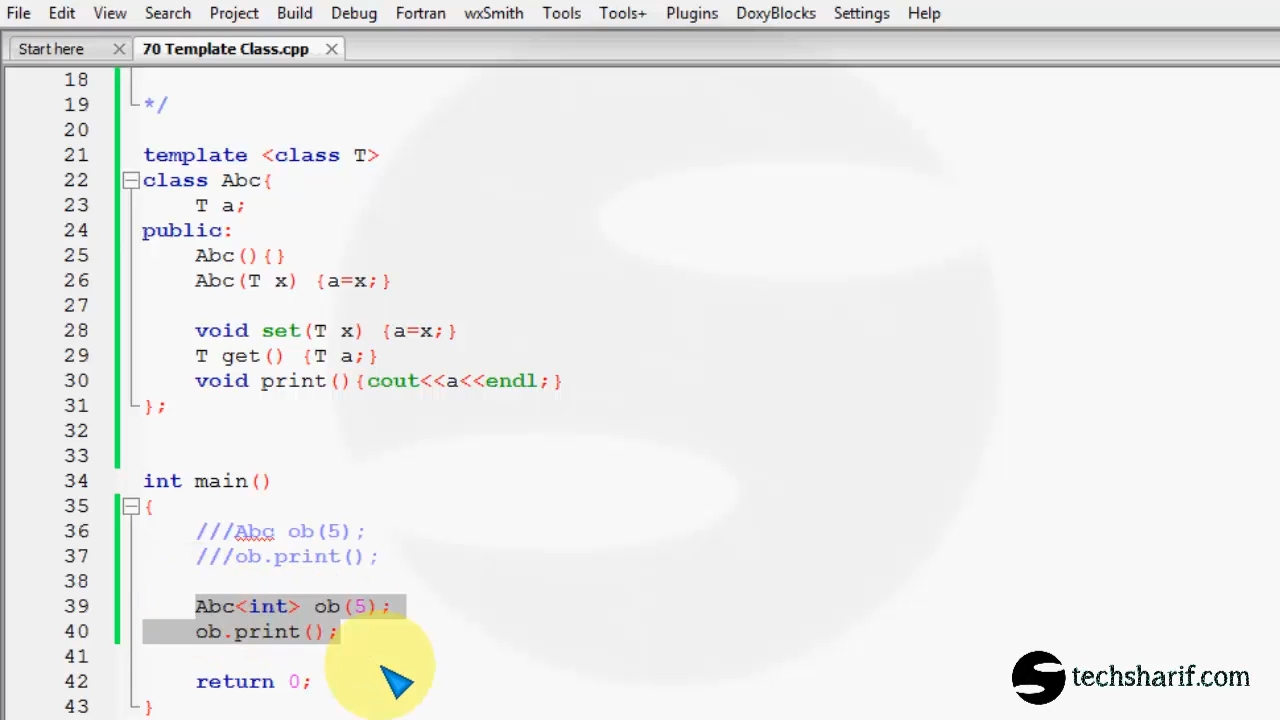 File Edit View Search Project Build Debug Fortran wxSmith Tools Tools+ Plugins DoxyBlocks Settings Help
Start here 70 Template Class.cpp
18
19 */
20
21 template <class T>
22 class Abc{
23 T a;
24 public:
25 Abc(){}
26 Abc(T x) {a=x;}
27
28 void set(T x) {a=x;}
29 T get() {T a;}
30 void print(){cout<<a<<endl;}
31 };
32
33
34 int main()
35 {
36 ///Abc ob(5);
37 ///ob.print();
38
39 Abc<int> ob(5);
40 ob.print();
41
42 return 0;
43 }
techsharif.com